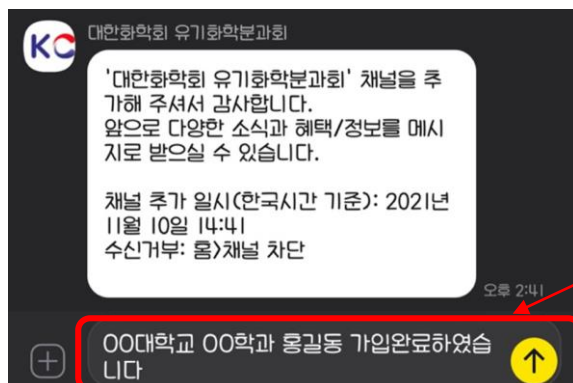 KC
대한화학회 유기화학분과회
'대한화학회 유기화학분과회' 채널을 추
가해 주셔서 감사합니다.
앞으로 다양한 소식과 혜택/정보를 메시
지로 받으실 수 있습니다.
채널 추가 일시(한국시간 기준): 2021년
11월 10일 14:41
수신거부: 홈>채널 차단
오후 2:41
OO대학교 OO학과 홍길동 가입완료하였습
니다